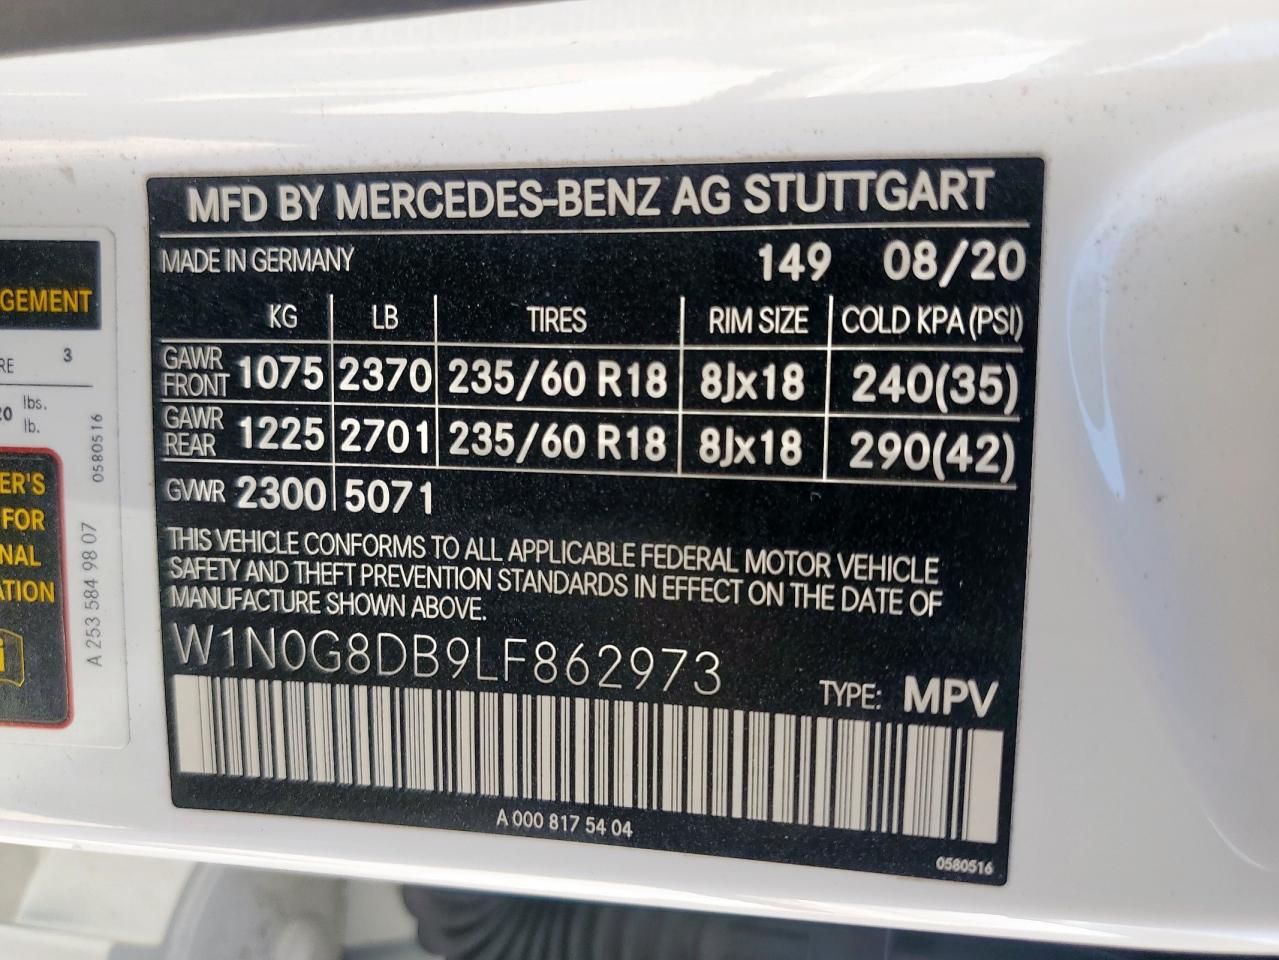 MFD BY MERCEDES-BENZ AG STUTTGART
MADE IN GERMANY 149 08/20
KG LB TIRES RIM SIZE COLD KPA (PSI)
GAWR FRONT 1075 2370 235/60 R18 8Jx18 240(35)
GAWR REAR 1225 2701 235/60 R18 8Jx18 290(42)
GVWR 2300 5071
THIS VEHICLE CONFORMS TO ALL APPLICABLE FEDERAL MOTOR VEHICLE
SAFETY AND THEFT PREVENTION STANDARDS IN EFFECT ON THE DATE OF
MANUFACTURE SHOWN ABOVE.
W1N0G8DB9LF862973
TYPE: MPV
A 000 817 54 04
0580516
GEMENT
RE 3
20 lbs.
lb.
0580516
A 253 584 98 07
ER'S
FOR
NAL
ATION
i